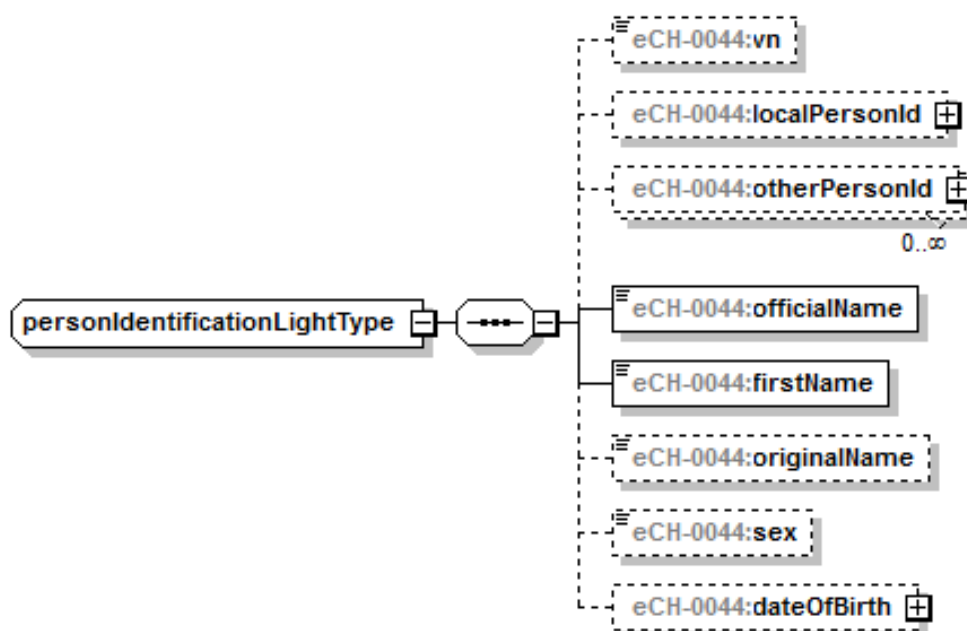 eCH-0044:vn
eCH-0044:localPersonId
eCH-0044:otherPersonId
0..∞
personIdentificationLightType
eCH-0044:officialName
eCH-0044:firstName
eCH-0044:originalName
eCH-0044:sex
eCH-0044:dateOfBirth